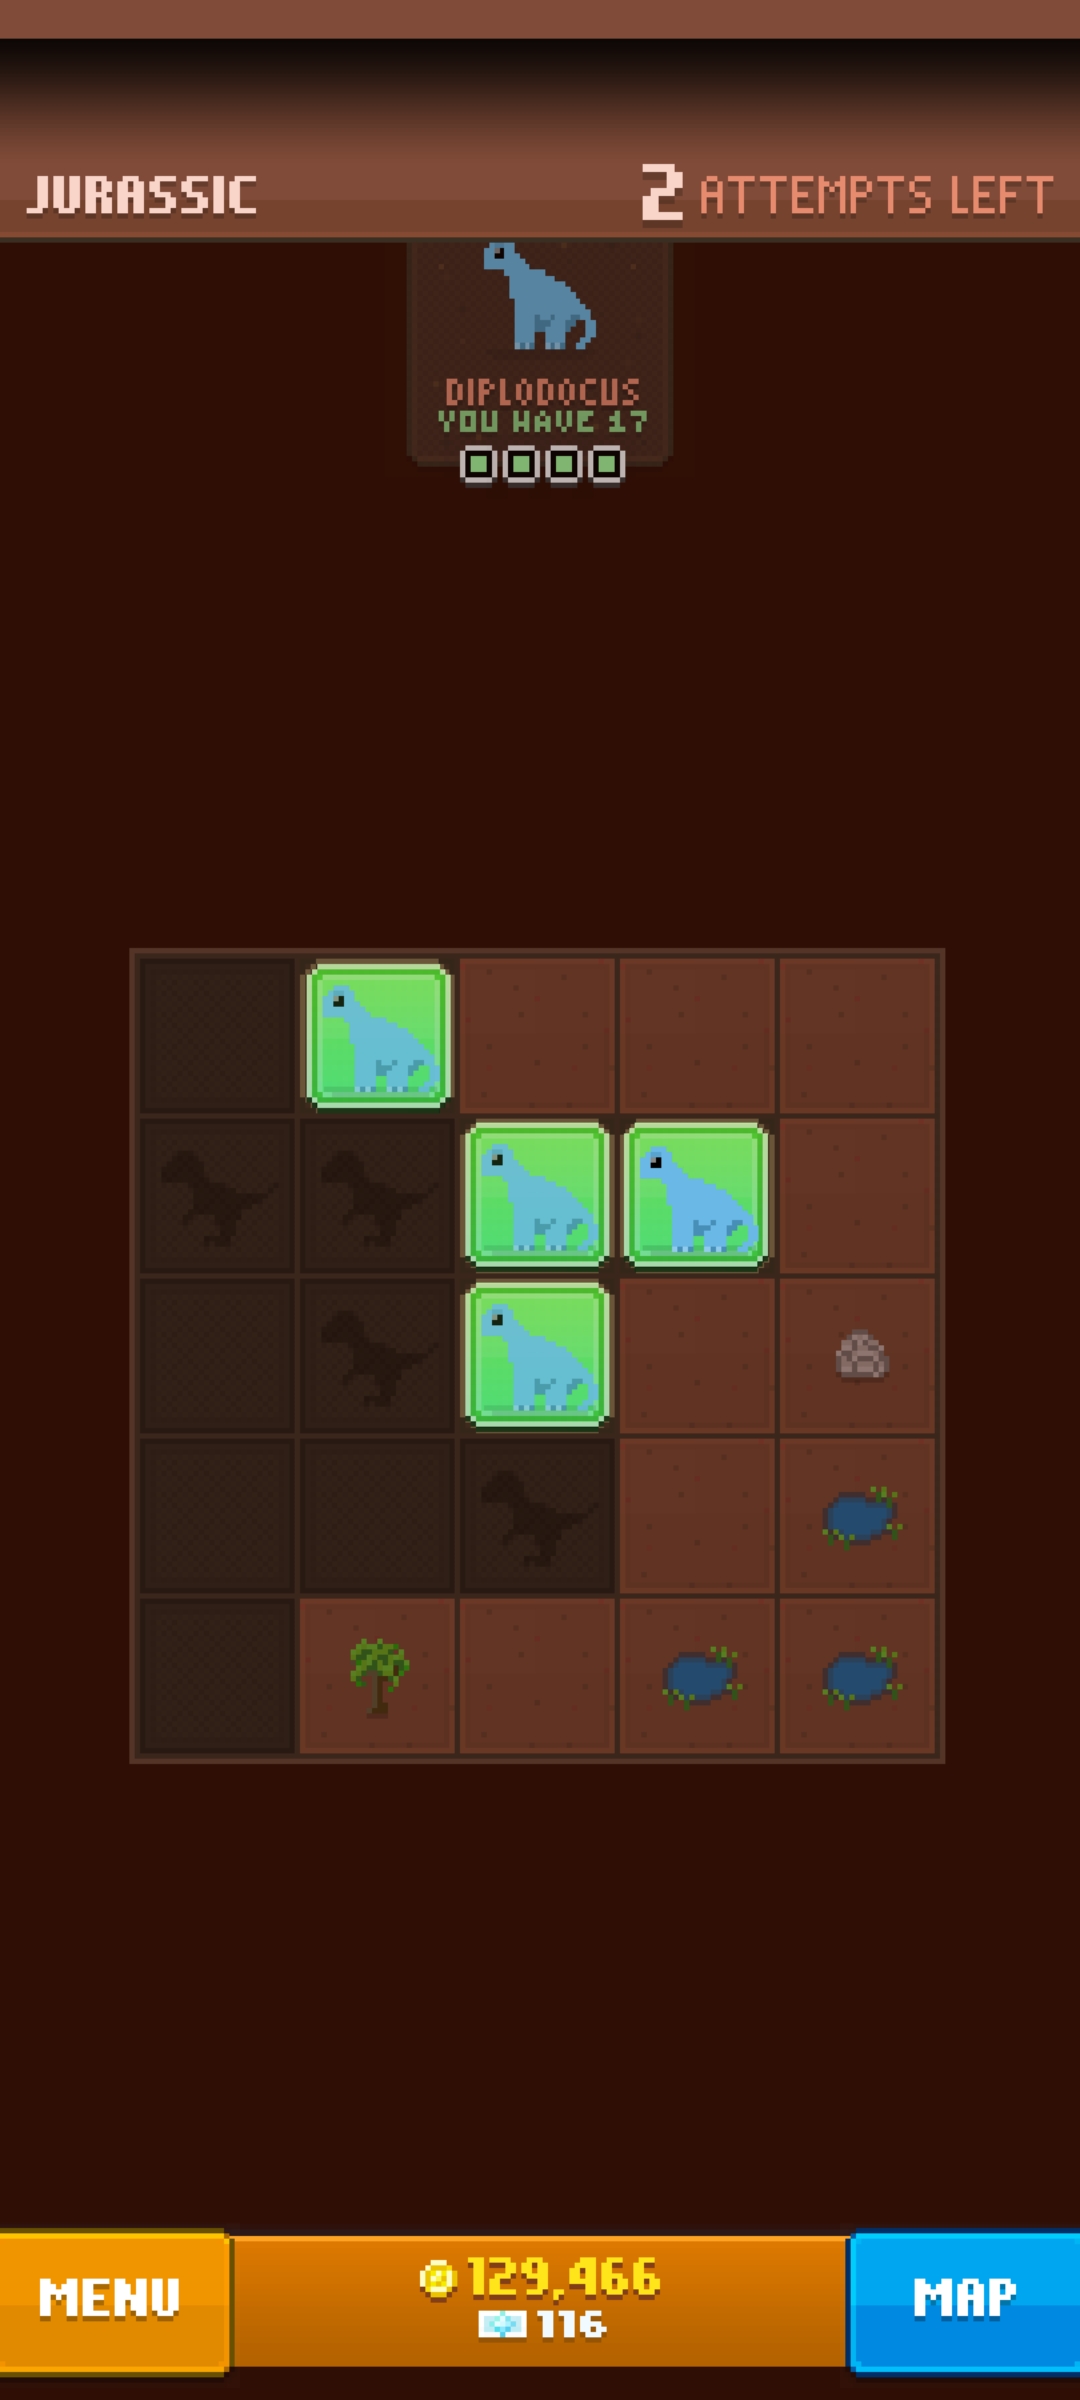 JURASSIC
2 ATTEMPTS LEFT
DIPLODOCUS
YOU HAVE 17
MENU
129,466
116
MAP